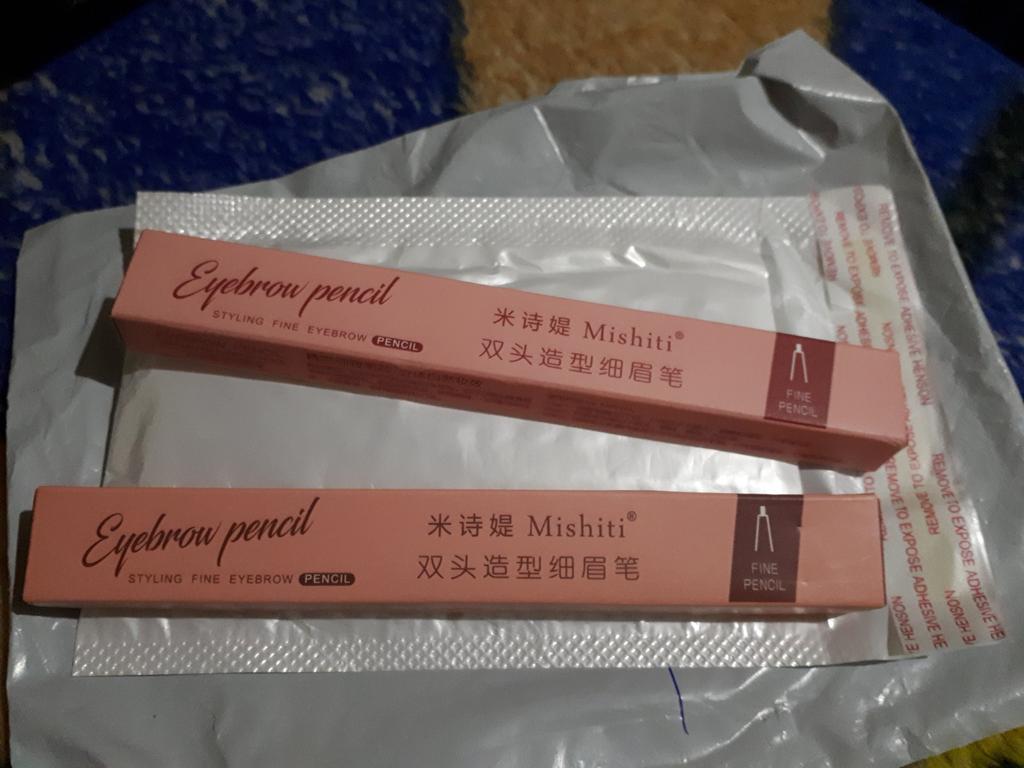 Eyebrow pencil
STYLING FINE EYEBROW PENCIL
米诗媞 Mishiti®
双头造型细眉笔
FINE
PENCIL
Eyebrow pencil
STYLING FINE EYEBROW PENCIL
米诗媞 Mishiti®
双头造型细眉笔
FINE
PENCIL
REMOVE TO EXPOSE ADHESIVE HENSON
REMOVE TO EXPOSE ADHESIVE
REMOVE TO EXPOSE ADHESIVE HE